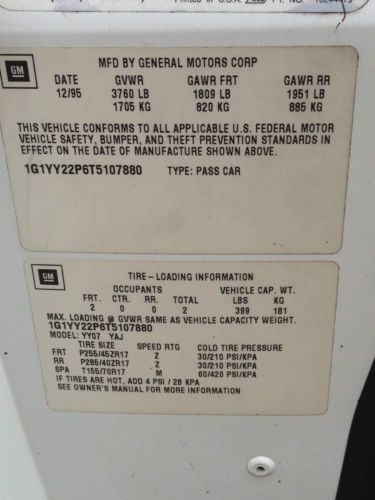 Printed in U.S.A. PT. NO. 10244479
GM
MFD BY GENERAL MOTORS CORP
DATE GVWR GAWR FRT GAWR RR
12/95 3760 LB 1809 LB 1951 LB
1705 KG 820 KG 885 KG
THIS VEHICLE CONFORMS TO ALL APPLICABLE U.S. FEDERAL MOTOR
VEHICLE SAFETY, BUMPER, AND THEFT PREVENTION STANDARDS IN
EFFECT ON THE DATE OF MANUFACTURE SHOWN ABOVE.
1G1YY22P6T5107880 TYPE: PASS CAR
GM
TIRE-LOADING INFORMATION
OCCUPANTS VEHICLE CAP. WT.
FRT. CTR. RR. TOTAL LBS KG
2 0 0 2 399 181
MAX. LOADING @ GVWR SAME AS VEHICLE CAPACITY WEIGHT.
1G1YY22P6T5107880
MODEL: YY07 YAJ
TIRE SIZE SPEED RTG COLD TIRE PRESSURE
FRT P255/45ZR17 Z 30/210 PSI/KPA
RR P285/40ZR17 Z 30/210 PSI/KPA
SPA T155/70R17 M 60/420 PSI/KPA
IF TIRES ARE HOT, ADD 4 PSI / 28 KPA
SEE OWNER'S MANUAL FOR MORE INFORMATION